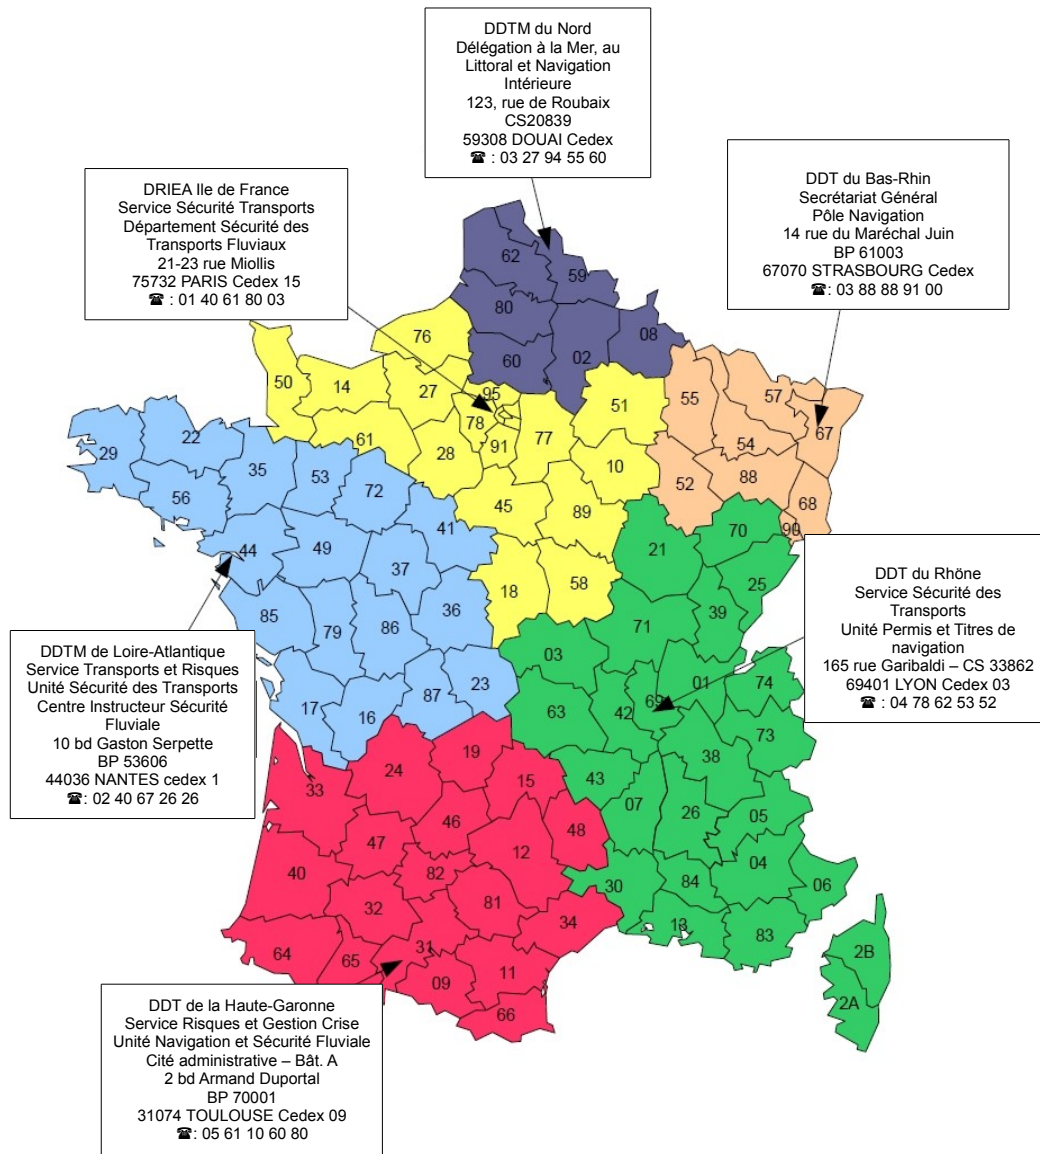 DDTM du Nord
Délégation à la Mer, au
Littoral et Navigation
Intérieure
123, rue de Roubaix
CS20839
59308 DOUAI Cedex
☎ : 03 27 94 55 60
DRIEA Ile de France
Service Sécurité Transports
Département Sécurité des
Transports Fluviaux
21-23 rue Miollis
75732 PARIS Cedex 15
☎ : 01 40 61 80 03
DDT du Bas-Rhin
Secrétariat Général
Pôle Navigation
14 rue du Maréchal Juin
BP 61003
67070 STRASBOURG Cedex
☎: 03 88 88 91 00
62
59
80
08
76
60
02
50
14
27
95
51
55
57
78
77
67
61
28
91
54
10
52
88
68
90
22
29
35
53
56
72
45
89
41
44
49
37
18
58
21
70
25
39
85
79
86
36
71
DDT du Rhöne
Service Sécurité des
Transports
Unité Permis et Titres de
navigation
165 rue Garibaldi – CS 33862
69401 LYON Cedex 03
☎ : 04 78 62 53 52
DDTM de Loire-Atlantique
Service Transports et Risques
Unité Sécurité des Transports
Centre Instructeur Sécurité
Fluviale
10 bd Gaston Serpette
BP 53606
44036 NANTES cedex 1
☎: 02 40 67 26 26
03
01
74
17
16
87
23
63
42
69
73
38
24
19
15
43
33
07
26
05
46
48
47
12
40
82
04
30
84
06
32
81
34
13
83
64
65
31
09
11
66
2B
2A
DDT de la Haute-Garonne
Service Risques et Gestion Crise
Unité Navigation et Sécurité Fluviale
Cité administrative – Bât. A
2 bd Armand Duportal
BP 70001
31074 TOULOUSE Cedex 09
☎: 05 61 10 60 80